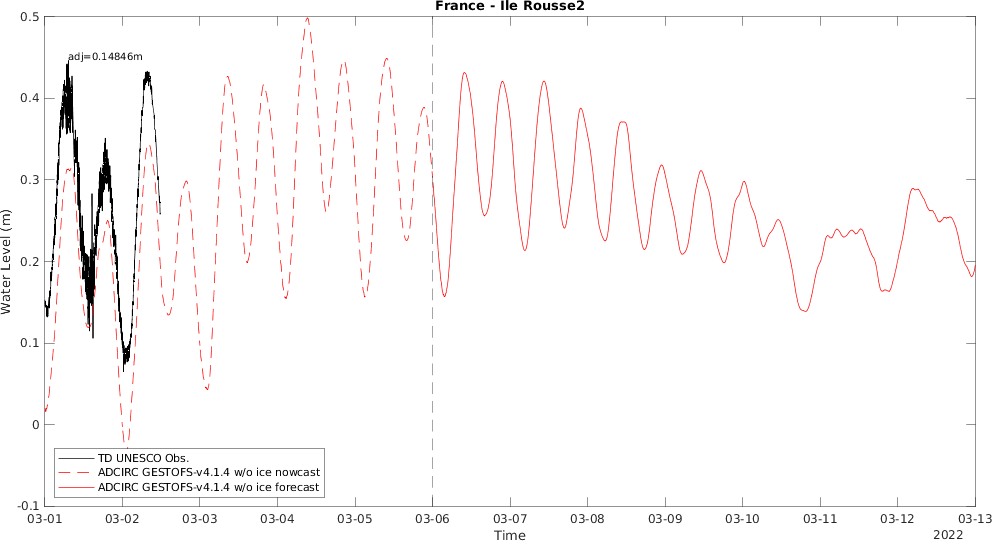 France - Ile Rousse2
adj=0.14846m
0.5
0.4
0.3
0.2
0.1
0
-0.1
Water Level (m)
TD UNESCO Obs.
ADCIRC GESTOFS-v4.1.4 w/o ice nowcast
ADCIRC GESTOFS-v4.1.4 w/o ice forecast
03-01 03-02 03-03 03-04 03-05 03-06 03-07 03-08 03-09 03-10 03-11 03-12 03-13
Time
2022